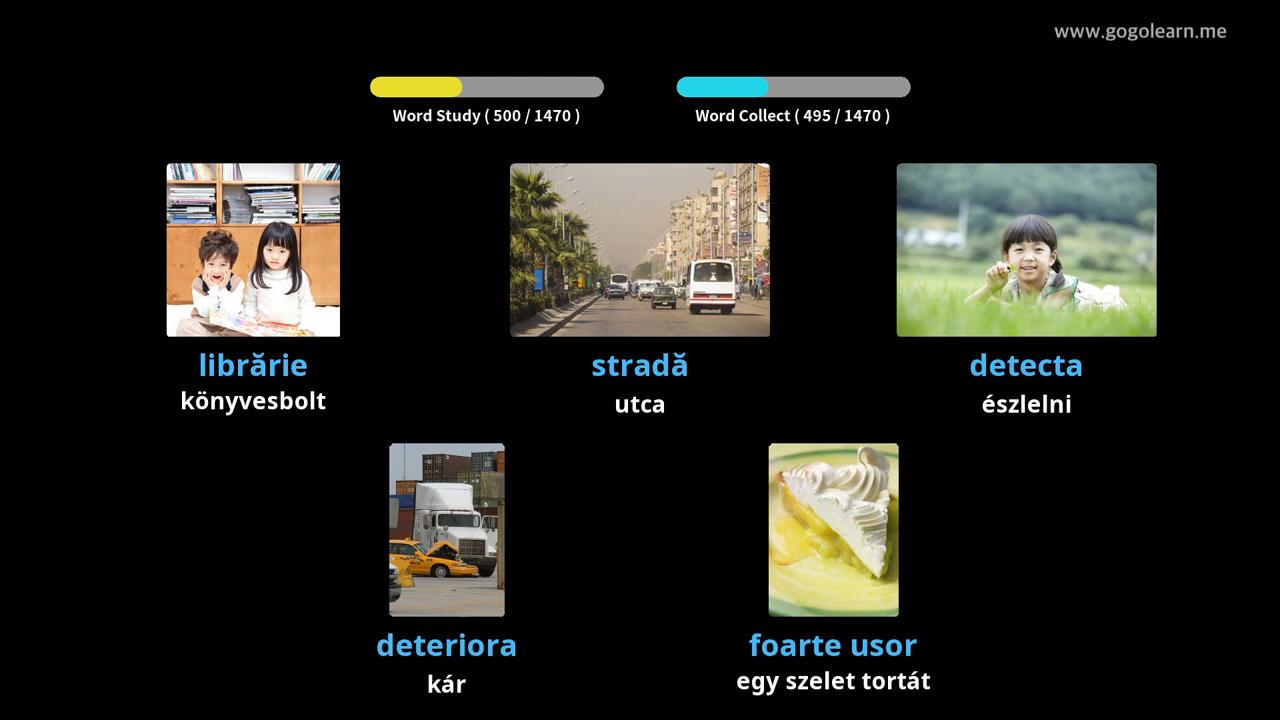 www.gogolearn.me
Word Study ( 500 / 1470 )
Word Collect ( 495 / 1470 )
librărie
könyvesbolt
stradă
utca
detecta
észlelni
deteriora
kár
foarte usor
egy szelet tortát